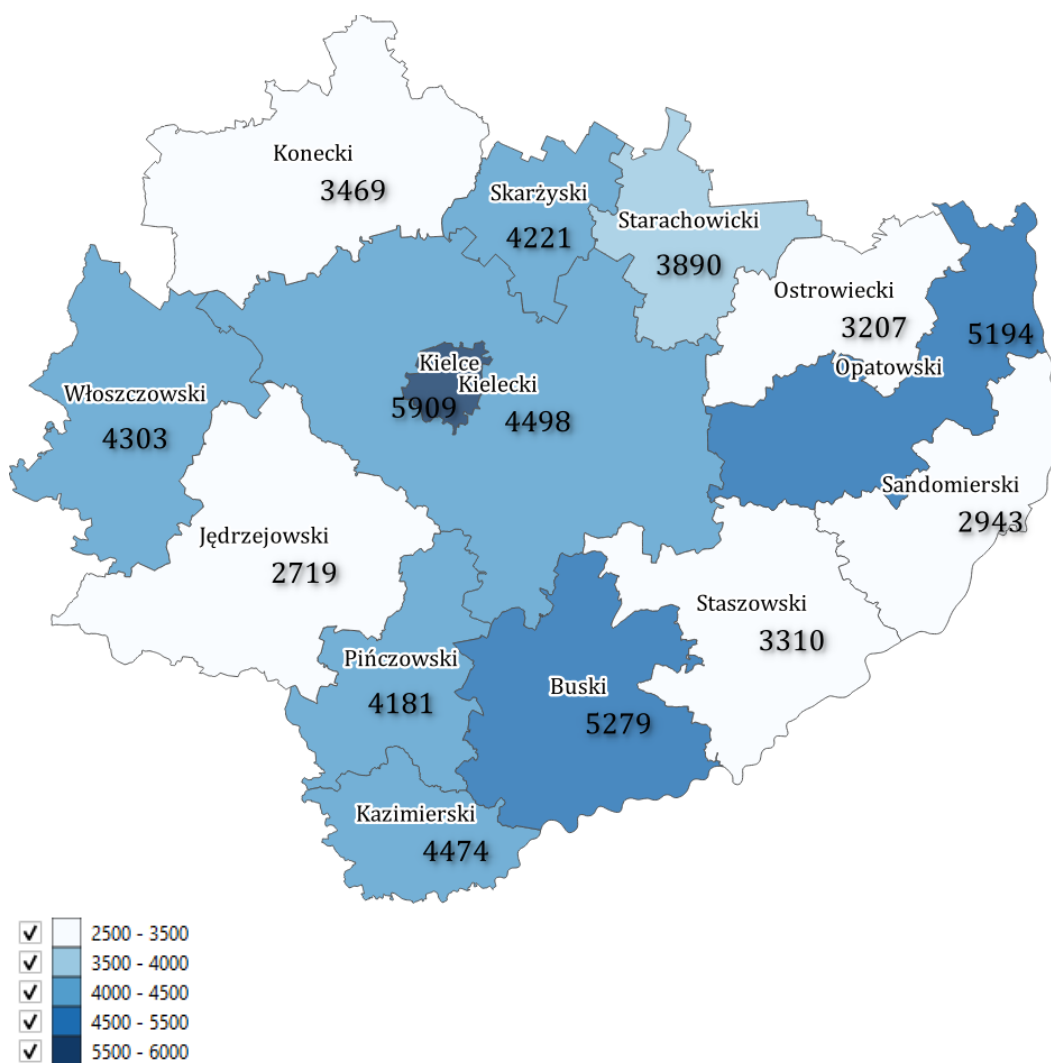 Konecki
3469
Skarżyski
4221
Starachowicki
3890
Ostrowiecki
3207
5194
Opatowski
Kielce
Kielecki
5909
4498
Włoszczowski
4303
Sandomierski
2943
Jędrzejowski
2719
Staszowski
3310
Pińczowski
4181
Buski
5279
Kazimierski
4474
2500 - 3500
3500 - 4000
4000 - 4500
4500 - 5500
5500 - 6000